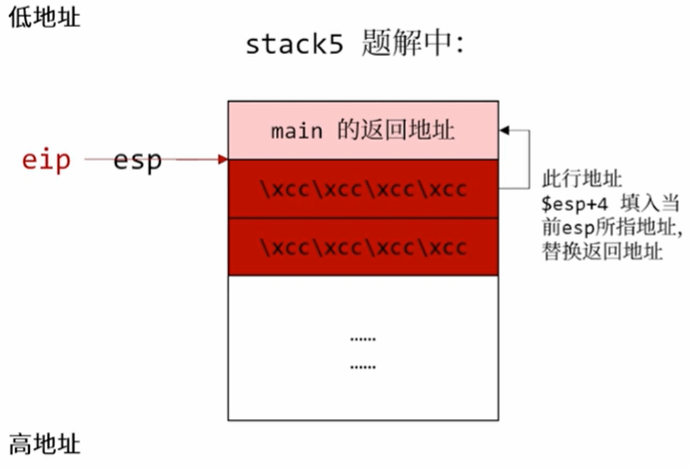 低地址
stack5 题解中:
main 的返回地址
eip
esp
\xcc\xcc\xcc\xcc
此行地址
$esp+4 填入当
前esp所指地址,
替换返回地址
\xcc\xcc\xcc\xcc
……
……
高地址